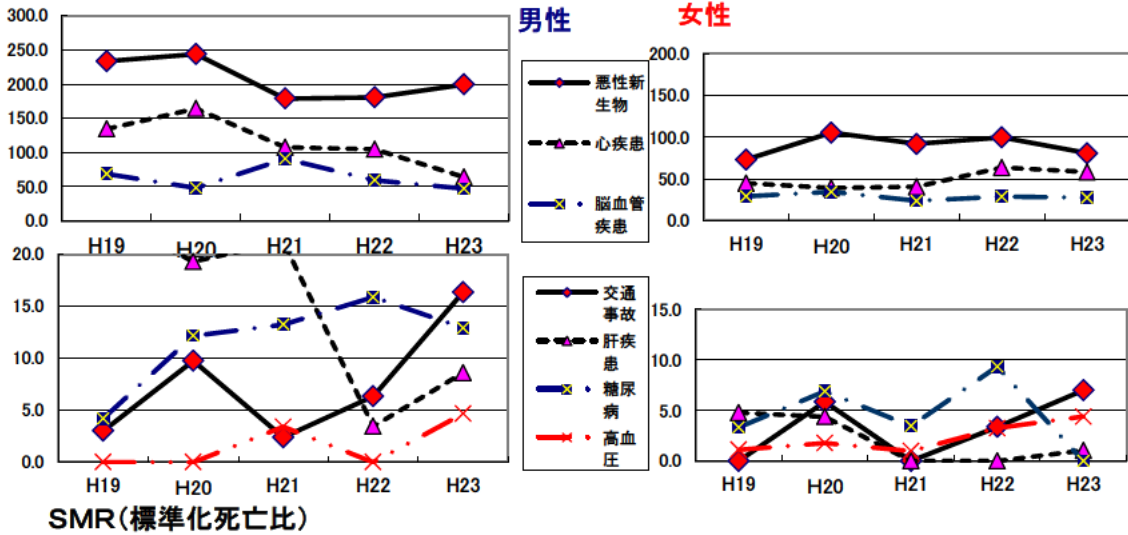 男性
女性
300.0
250.0
200.0
150.0
100.0
50.0
0.0
H19
H20
H21
H22
H23
悪性新
生物
心疾患
脳血管
疾患
200.0
150.0
100.0
50.0
0.0
H19
H20
H21
H22
H23
20.0
15.0
10.0
5.0
0.0
H19
H20
H21
H22
H23
交通
事故
肝疾
患
糖尿
病
高血
圧
15.0
10.0
5.0
0.0
H19
H20
H21
H22
H23
SMR(標準化死亡比)